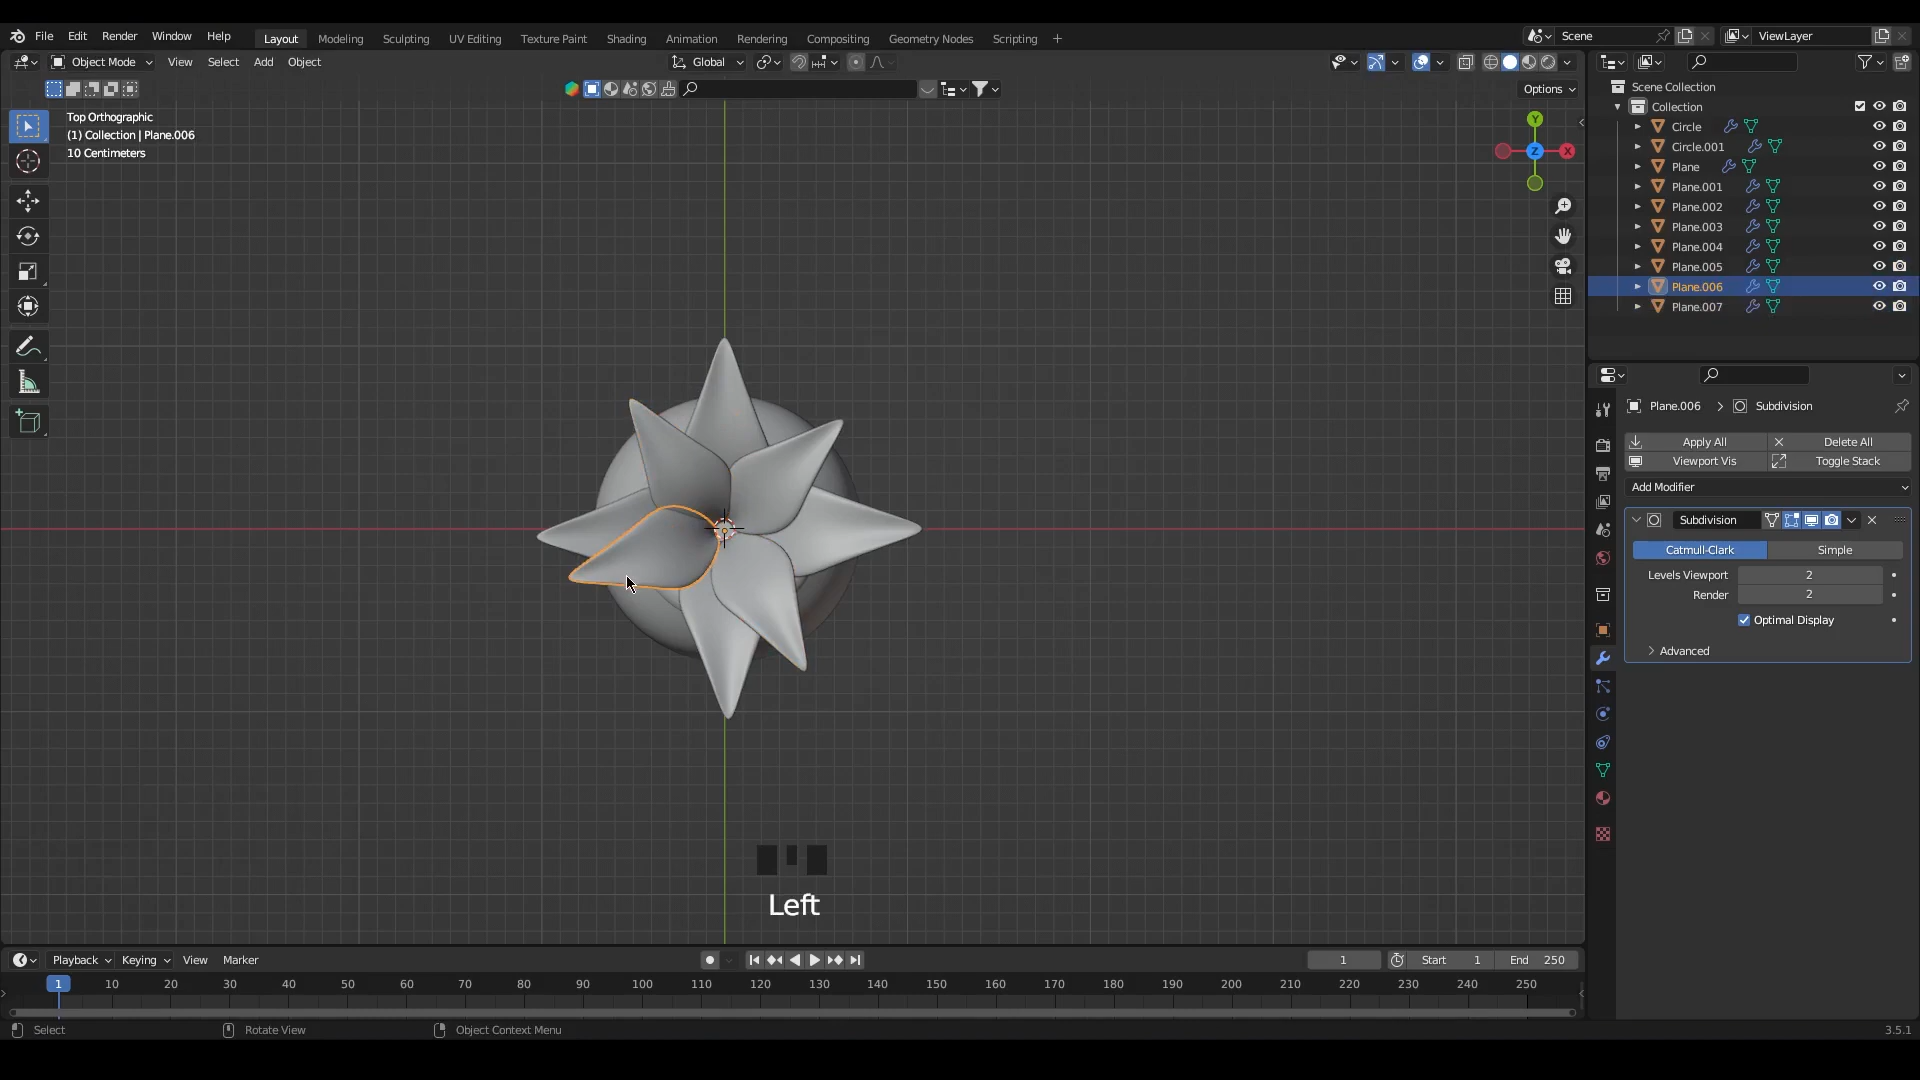 File Edit Render Window Help
Layout Modeling Sculpting UV Editing Texture Paint Shading Animation Rendering Compositing Geometry Nodes Scripting +
Scene
ViewLayer
Object Mode View Select Add Object
Global
Options
Top Orthographic
(1) Collection | Plane.006
10 Centimeters
Y
X
Z
Scene Collection
Collection
Circle
Circle.001
Plane
Plane.001
Plane.002
Plane.003
Plane.004
Plane.005
Plane.006
Plane.007
Plane.006 > Subdivision
Apply All Delete All
Viewport Vis Toggle Stack
Add Modifier
Subdivision
Catmull-Clark Simple
Levels Viewport 2
Render 2
Optimal Display
Advanced
Left
Playback Keying View Marker
1 Start 1 End 250
1 10 20 30 40 50 60 70 80 90 100 110 120 130 140 150 160 170 180 190 200 210 220 230 240 250
Select Rotate View Object Context Menu
3.5.1